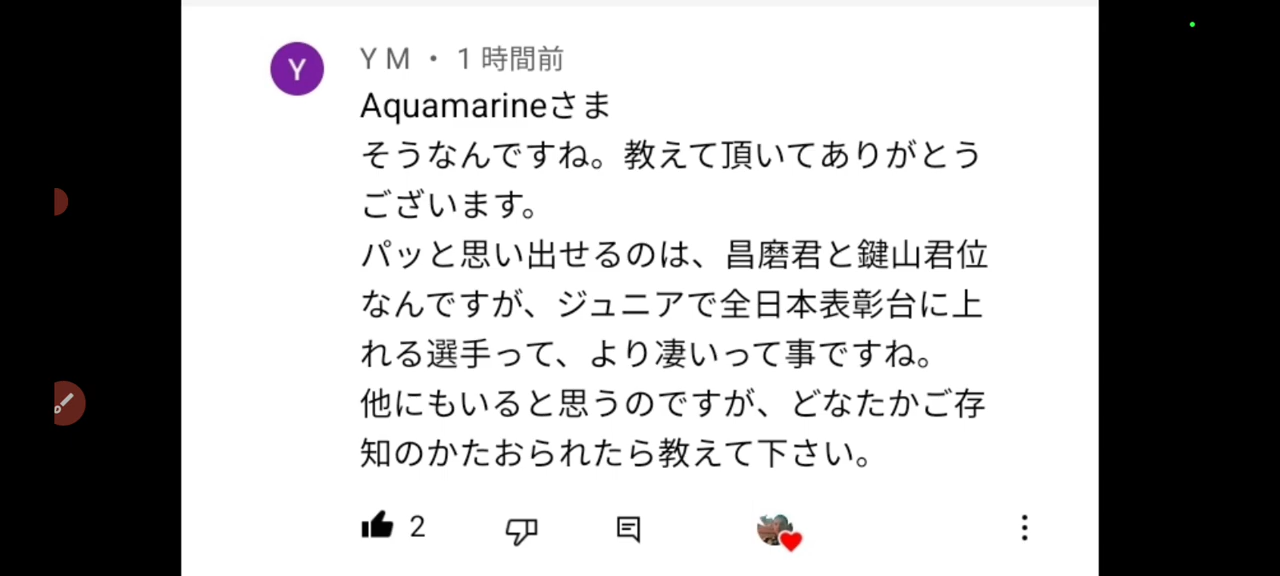 Y
Y M • 1 時間前
Aquamarineさま
そうなんですね。教えて頂いてありがとう
ございます。
パッと思い出せるのは、昌磨君と鍵山君位
なんですが、ジュニアで全日本表彰台に上
れる選手って、より凄いって事ですね。
他にもいると思うのですが、どなたかご存
知のかたおられたら教えて下さい。
2